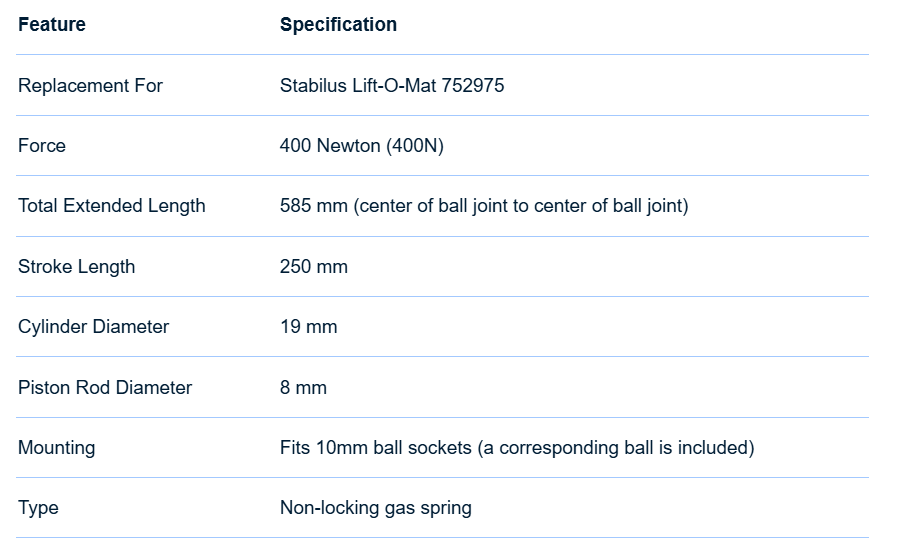 Feature Specification
Replacement For Stabilus Lift-O-Mat 752975
Force 400 Newton (400N)
Total Extended Length 585 mm (center of ball joint to center of ball joint)
Stroke Length 250 mm
Cylinder Diameter 19 mm
Piston Rod Diameter 8 mm
Mounting Fits 10mm ball sockets (a corresponding ball is included)
Type Non-locking gas spring